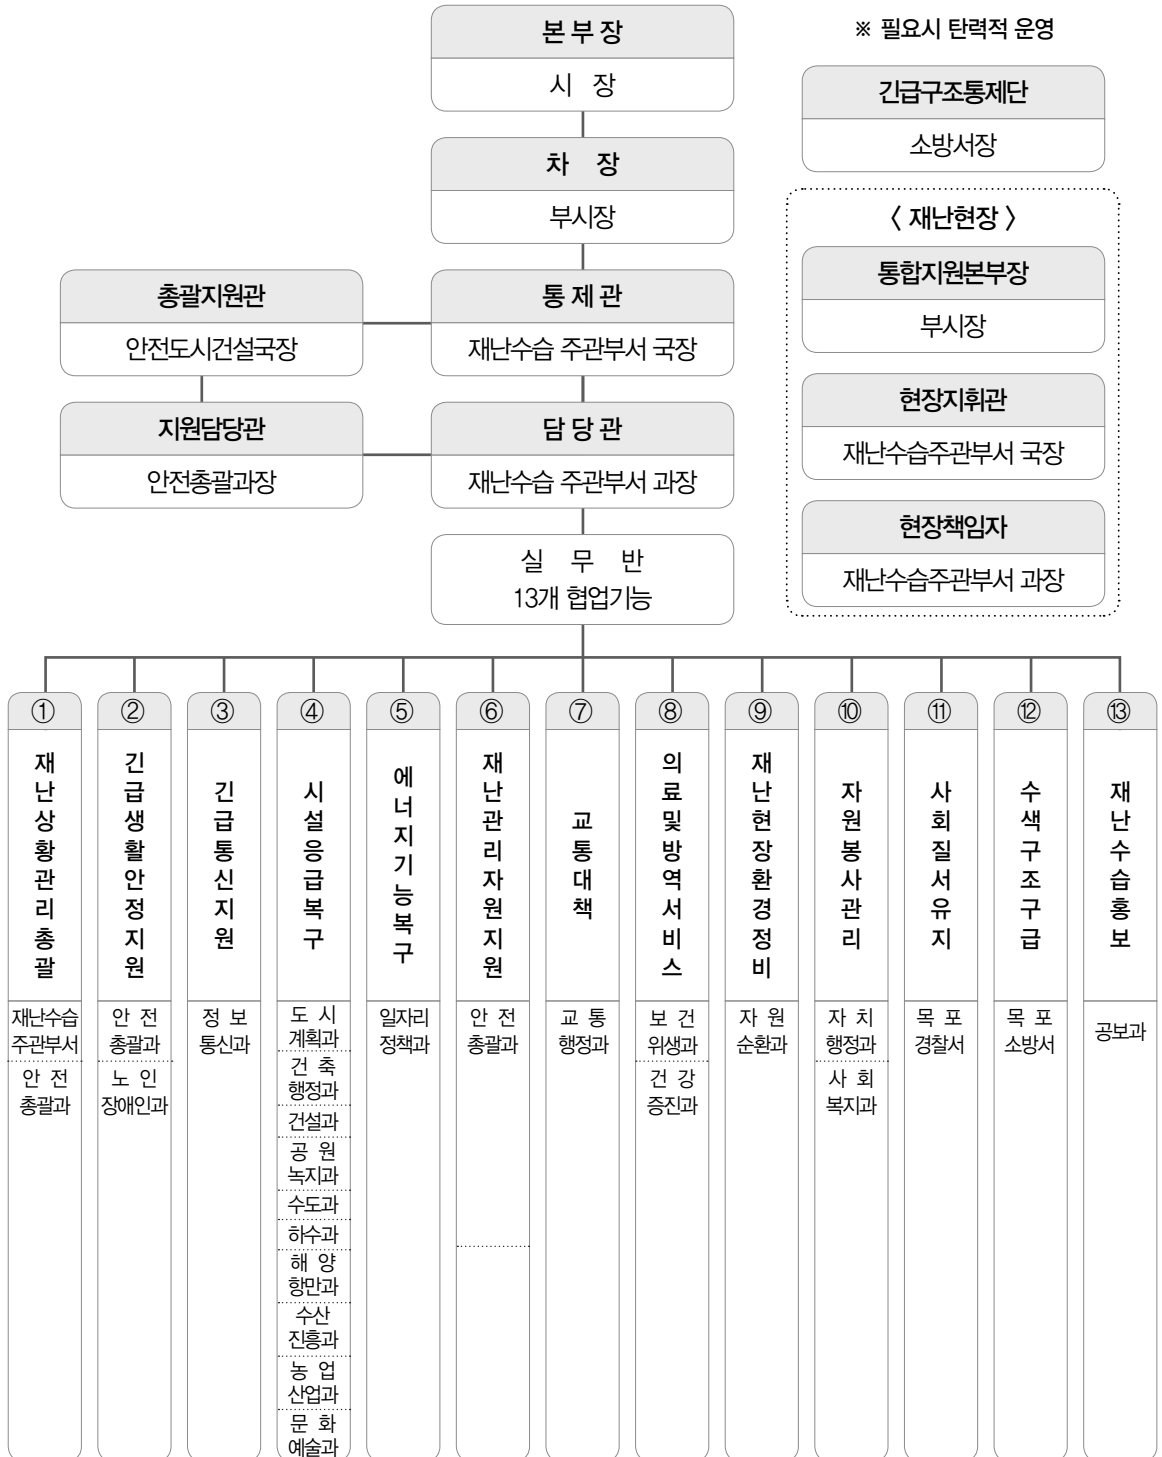 본 부 장
시 장
차 장
부시장
총괄지원관
안전도시건설국장
통 제 관
재난수습 주관부서 국장
지원담당관
안전총괄과장
담 당 관
재난수습 주관부서 과장
실 무 반
13개 협업기능
※ 필요시 탄력적 운영
긴급구조통제단
소방서장
〈 재난현장 〉
통합지원본부장
부시장
현장지휘관
재난수습주관부서 국장
현장책임자
재난수습주관부서 과장
①
재난상황관리총괄
재난수습
주관부서
안 전
총괄과
②
긴급생활안정지원
안 전
총괄과
노 인
장애인과
③
긴급통신지원
정 보
통신과
④
시설응급복구
도 시
계획과
건 축
행정과
건설과
공 원
녹지과
수도과
하수과
해 양
항만과
수산
진흥과
농 업
산업과
문 화
예술과
⑤
에너지기능복구
일자리
정책과
⑥
재난관리자원지원
안 전
총괄과
⑦
교통대책
교 통
행정과
⑧
의료및방역서비스
보 건
위생과
건 강
증진과
⑨
재난현장환경정비
자 원
순환과
⑩
자원봉사관리
자 치
행정과
사 회
복지과
⑪
사회질서유지
목 포
경찰서
⑫
수색구조구급
목 포
소방서
⑬
재난수습홍보
공보과